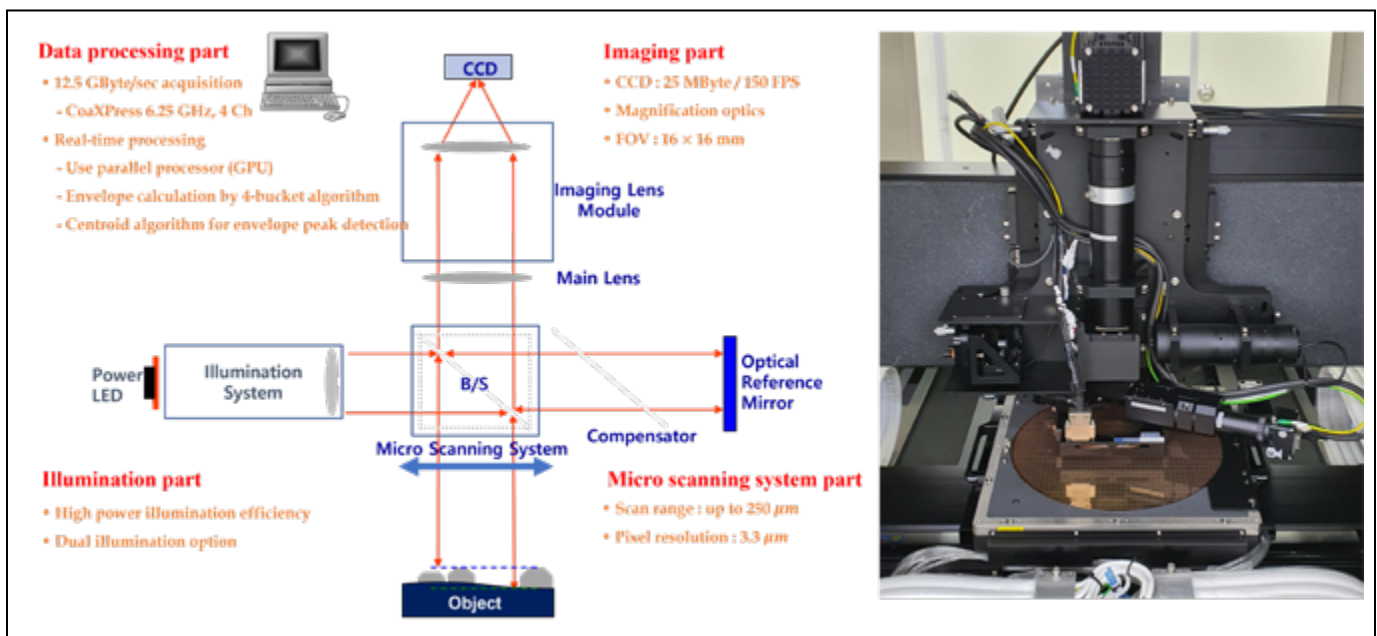 Data processing part
• 12.5 GByte/sec acquisition
- CoaXPress 6.25 GHz, 4 Ch
• Real-time processing
- Use parallel processor (GPU)
- Envelope calculation by 4-bucket algorithm
- Centroid algorithm for envelope peak detection
CCD
Imaging part
• CCD : 25 MByte / 150 FPS
• Magnification optics
• FOV : 16 × 16 mm
Imaging Lens
Module
Main Lens
Power
LED
Illumination
System
B/S
Optical
Reference
Mirror
Compensator
Micro Scanning System
Illumination part
• High power illumination efficiency
• Dual illumination option
Micro scanning system part
• Scan range : up to 250 μm
• Pixel resolution : 3.3 μm
Object